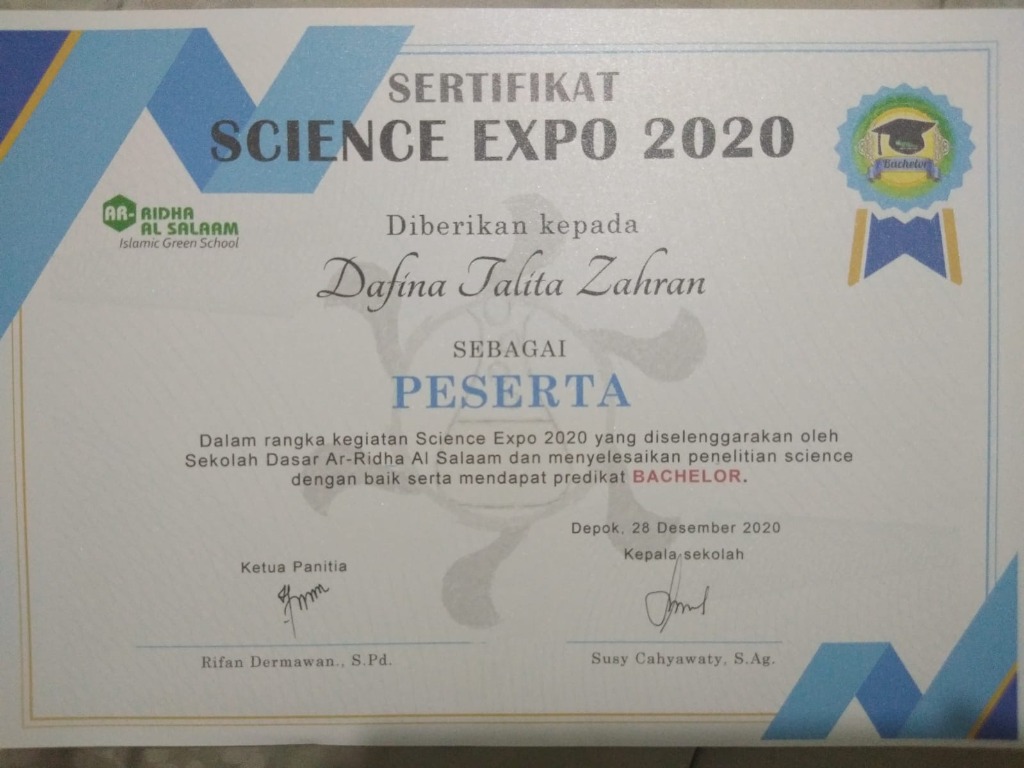 SERTIFIKAT
SCIENCE EXPO 2020
Bachelor
AR-RIDHA
AL SALAAM
Islamic Green School
Diberikan kepada
Dafina Talita Zahran
SEBAGAI
PESERTA
Dalam rangka kegiatan Science Expo 2020 yang diselenggarakan oleh
Sekolah Dasar Ar-Ridha Al Salaam dan menyelesaikan penelitian science
dengan baik serta mendapat predikat BACHELOR.
Depok, 28 Desember 2020
Ketua Panitia
Kepala sekolah
Rifan Dermawan., S.Pd.
Susy Cahyawaty, S.Ag.